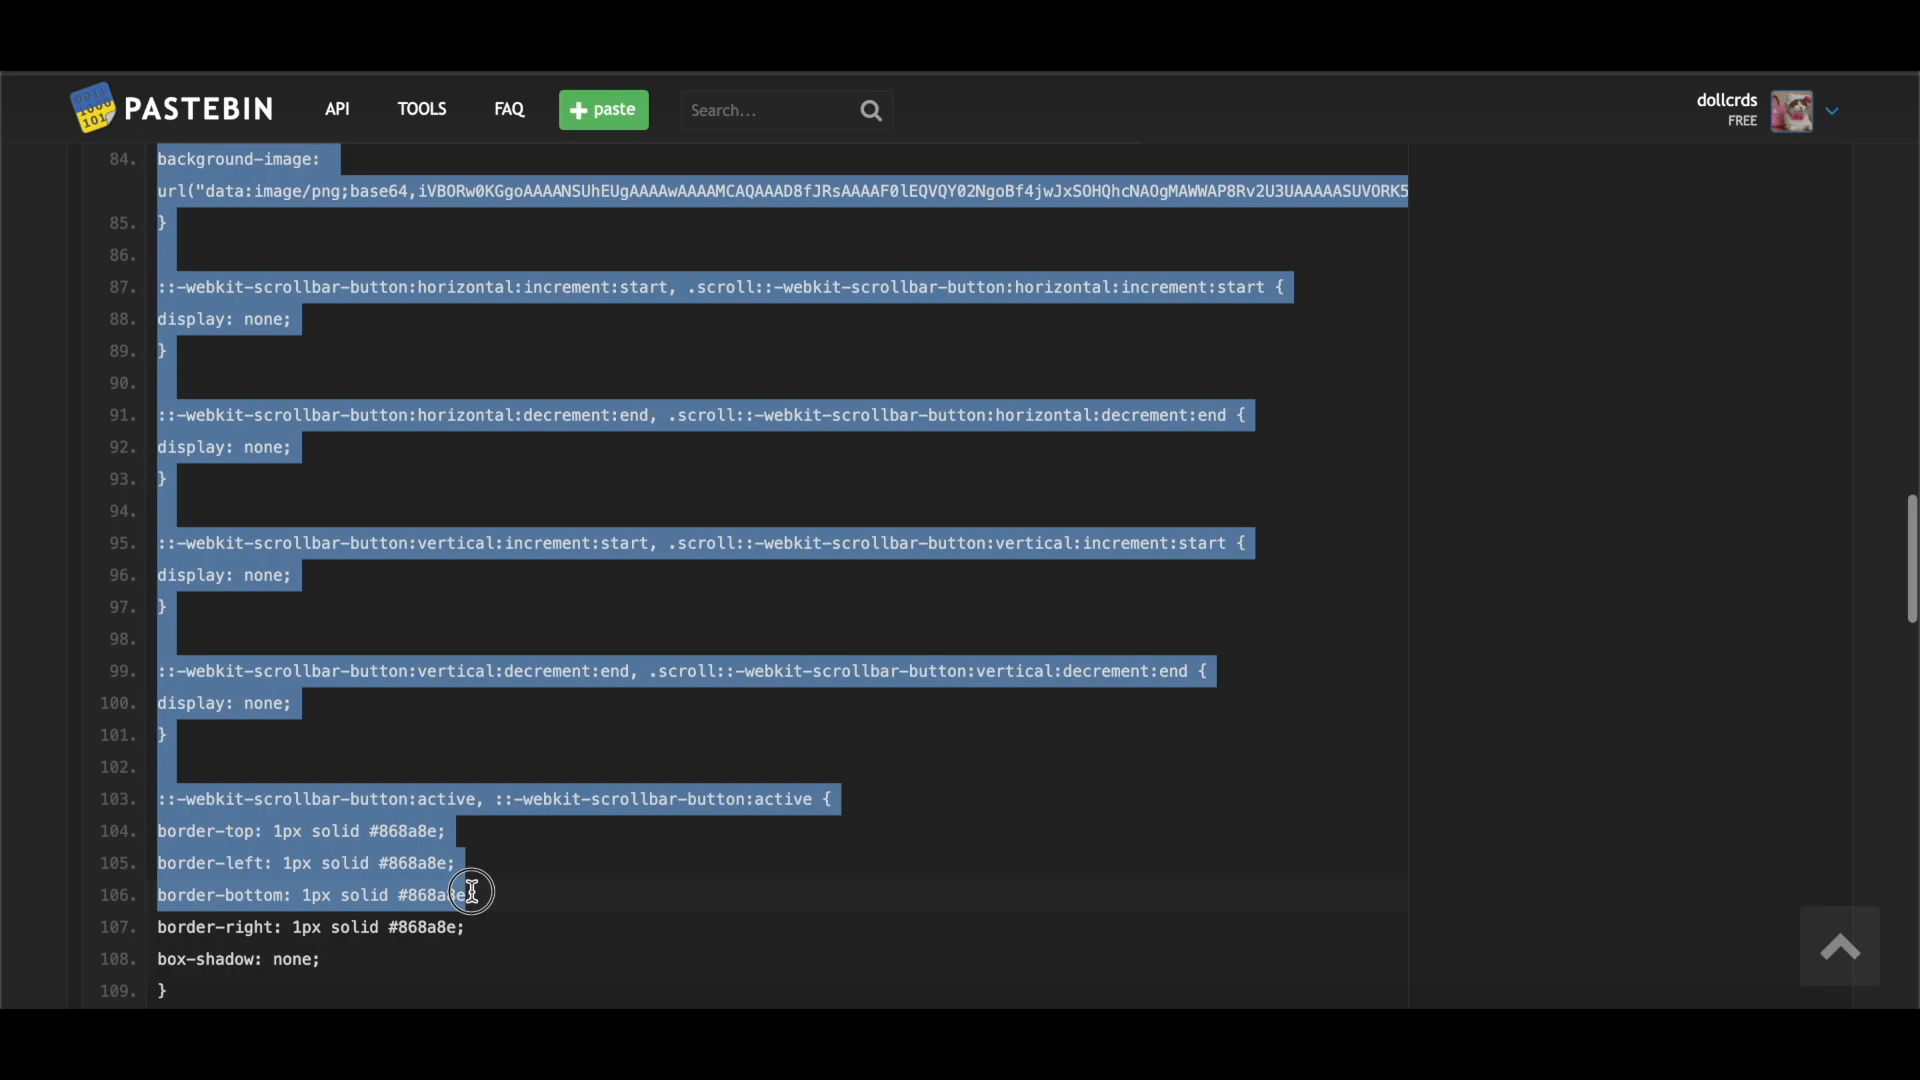 PASTEBIN API TOOLS FAQ paste Search... dollcrds
FREE
84. background-image:
url("data:image/png;base64,iVBORw0KGgoAAAANSUhEUgAAAAwAAAAMCAQAAAD8fJRsAAAAF0lEQVQY02NgoBf4jwJxSOHQhcNAOgMAWWAP8Rv2U3UAAAAASUVORK5
85. }
86.
87. ::-webkit-scrollbar-button:horizontal:increment:start, .scroll::-webkit-scrollbar-button:horizontal:increment:start {
88. display: none;
89. }
90.
91. ::-webkit-scrollbar-button:horizontal:decrement:end, .scroll::-webkit-scrollbar-button:horizontal:decrement:end {
92. display: none;
93. }
94.
95. ::-webkit-scrollbar-button:vertical:increment:start, .scroll::-webkit-scrollbar-button:vertical:increment:start {
96. display: none;
97. }
98.
99. ::-webkit-scrollbar-button:vertical:decrement:end, .scroll::-webkit-scrollbar-button:vertical:decrement:end {
100. display: none;
101. }
102.
103. ::-webkit-scrollbar-button:active, ::-webkit-scrollbar-button:active {
104. border-top: 1px solid #868a8e;
105. border-left: 1px solid #868a8e;
106. border-bottom: 1px solid #868a8e
107. border-right: 1px solid #868a8e;
108. box-shadow: none;
109. }